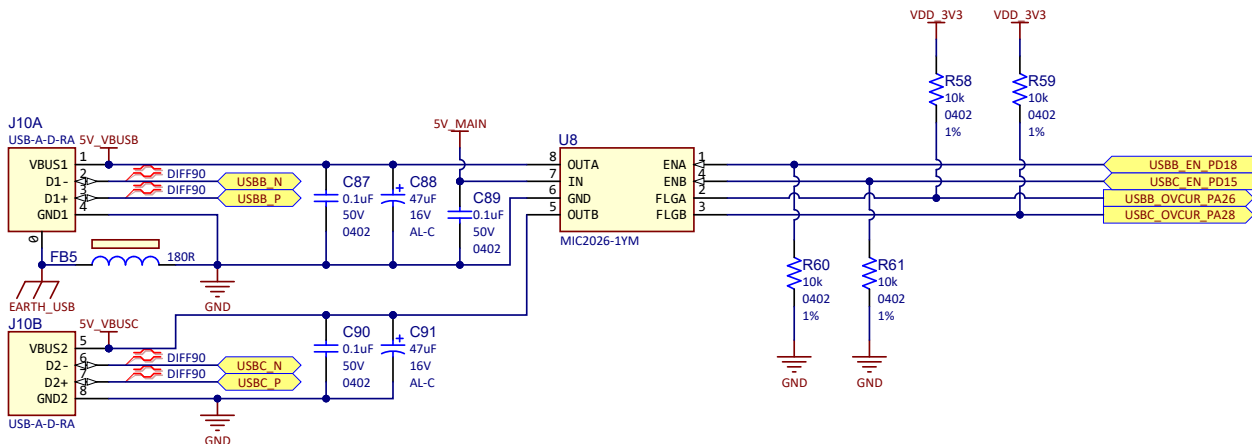 VDD_3V3
VDD_3V3
R58
10k
0402
1%
R59
10k
0402
1%
J10A
USB-A-D-RA
5V_VBUSB
VBUS1
1
D1-
2
DIFF90
USBB_N
D1+
3
DIFF90
USBB_P
GND1
4
0
FB5
180R
EARTH_USB
GND
C87
0.1uF
50V
0402
C88
47uF
16V
AL-C
5V_MAIN
C89
0.1uF
50V
0402
U8
8
OUTA
ENA
1
7
IN
ENB
4
6
GND
FLGA
2
5
OUTB
FLGB
3
MIC2026-1YM
USBB_EN_PD18
USBC_EN_PD15
USBB_OVCUR_PA26
USBC_OVCUR_PA28
R60
10k
0402
1%
GND
R61
10k
0402
1%
GND
J10B
5V_VBUSC
VBUS2
5
D2-
6
DIFF90
USBC_N
D2+
7
DIFF90
USBC_P
GND2
8
USB-A-D-RA
GND
C90
0.1uF
50V
0402
C91
47uF
16V
AL-C